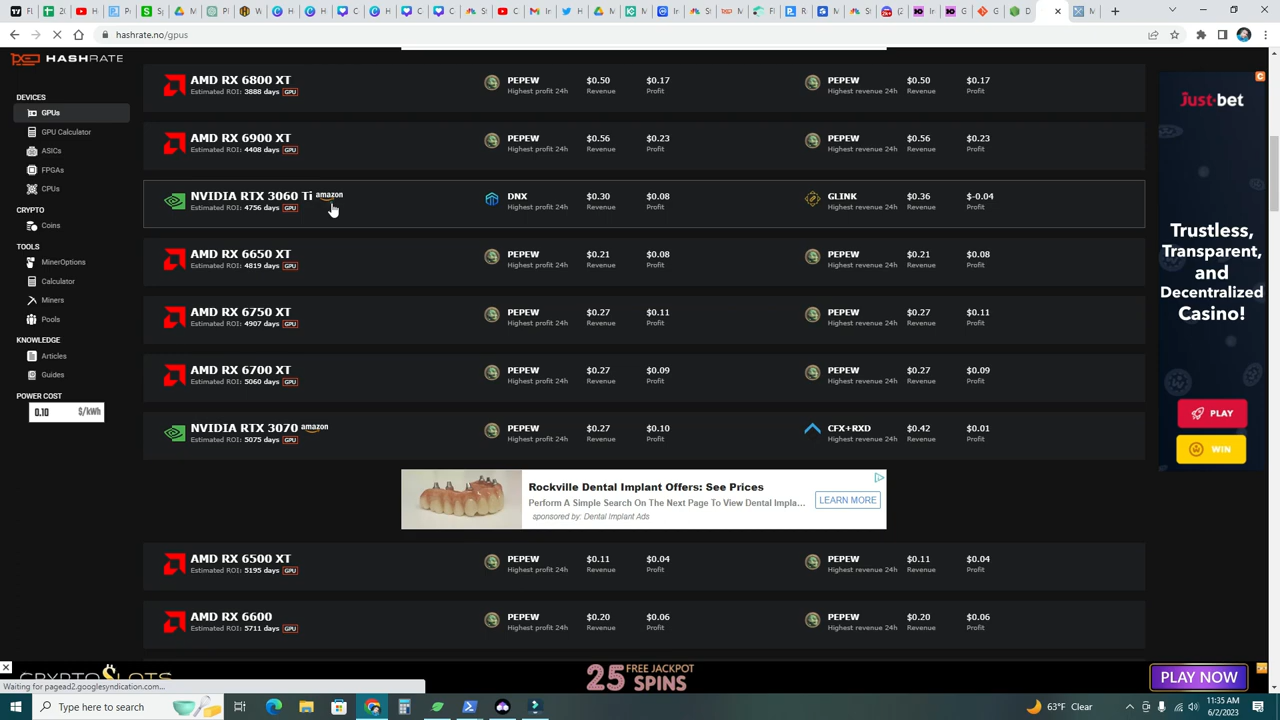 hashrate.no/gpus
HASHRATE
DEVICES
GPUs
GPU Calculator
ASICs
FPGAs
CPUs
CRYPTO
Coins
TOOLS
MinerOptions
Calculator
Miners
Pools
KNOWLEDGE
Articles
Guides
POWER COST
0.10 $/kWh
AMD RX 6800 XT PEPEW $0.50 $0.17 PEPEW $0.50 $0.17
Estimated ROI: 3888 days GPU Highest profit 24h Revenue Profit Highest revenue 24h Revenue Profit
AMD RX 6900 XT PEPEW $0.56 $0.23 PEPEW $0.56 $0.23
Estimated ROI: 4408 days GPU Highest profit 24h Revenue Profit Highest revenue 24h Revenue Profit
NVIDIA RTX 3060 Ti amazon DNX $0.30 $0.08 GLINK $0.36 $-0.04
Estimated ROI: 4756 days GPU Highest profit 24h Revenue Profit Highest revenue 24h Revenue Profit
AMD RX 6650 XT PEPEW $0.21 $0.08 PEPEW $0.21 $0.08
Estimated ROI: 4819 days GPU Highest profit 24h Revenue Profit Highest revenue 24h Revenue Profit
AMD RX 6750 XT PEPEW $0.27 $0.11 PEPEW $0.27 $0.11
Estimated ROI: 4907 days GPU Highest profit 24h Revenue Profit Highest revenue 24h Revenue Profit
AMD RX 6700 XT PEPEW $0.27 $0.09 PEPEW $0.27 $0.09
Estimated ROI: 5060 days GPU Highest profit 24h Revenue Profit Highest revenue 24h Revenue Profit
NVIDIA RTX 3070 amazon PEPEW $0.27 $0.10 CFX+RXD $0.42 $0.01
Estimated ROI: 5075 days GPU Highest profit 24h Revenue Profit Highest revenue 24h Revenue Profit
Rockville Dental Implant Offers: See Prices
Perform A Simple Search On The Next Page To View Dental Impla...
sponsored by: Dental Implant Ads
LEARN MORE
AMD RX 6500 XT PEPEW $0.11 $0.04 PEPEW $0.11 $0.04
Estimated ROI: 5195 days GPU Highest profit 24h Revenue Profit Highest revenue 24h Revenue Profit
AMD RX 6600 PEPEW $0.20 $0.06 PEPEW $0.20 $0.06
Estimated ROI: 5711 days GPU Highest profit 24h Revenue Profit Highest revenue 24h Revenue Profit
just-bet
Trustless,
Transparent,
and
Decentralized
Casino!
PLAY
WIN
CRYPTOSLOTS
25 FREE JACKPOT
SPINS
PLAY NOW
Waiting for pagead2.googlesyndication.com...
Type here to search
63°F Clear
11:35 AM
6/2/2023